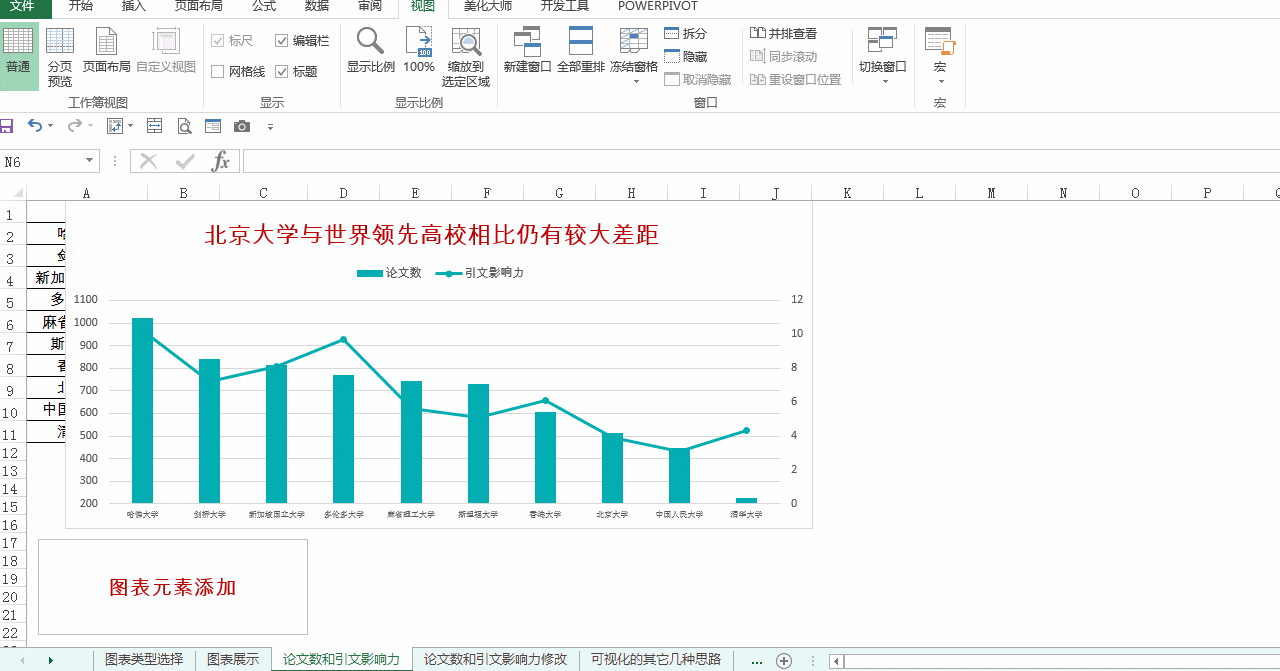 文件 开始 插入 页面布局 公式 数据 审阅 视图 美化大师 开发工具 POWERPIVOT
普通 分页预览 页面布局 自定义视图
标尺 编辑栏
网格线 标题
显示比例 100% 缩放到选定区域
新建窗口 全部重排 冻结窗格
拆分
隐藏
取消隐藏
并排查看
同步滚动
重设窗口位置
切换窗口 宏
工作簿视图 显示 显示比例 窗口 宏
N6 fx
A B C D E F G H I J K L M N O P
1
2
3
4 新加
5 多
6
7 斯
8
9
10 中国
11
12
13
14
15
16
17
18
19
20
21
22
北京大学与世界领先高校相比仍有较大差距
论文数 引文影响力
1100 12
1000 10
900
800 8
700
600 6
500 4
400
300 2
200 0
哈佛大学 剑桥大学 新加坡国立大学 多伦多大学 麻省理工大学 斯坦福大学 香港大学 北京大学 中国人民大学 清华大学
图表元素添加
图表类型选择 图表展示 论文数和引文影响力 论文数和引文影响力修改 可视化的其它几种思路 ...